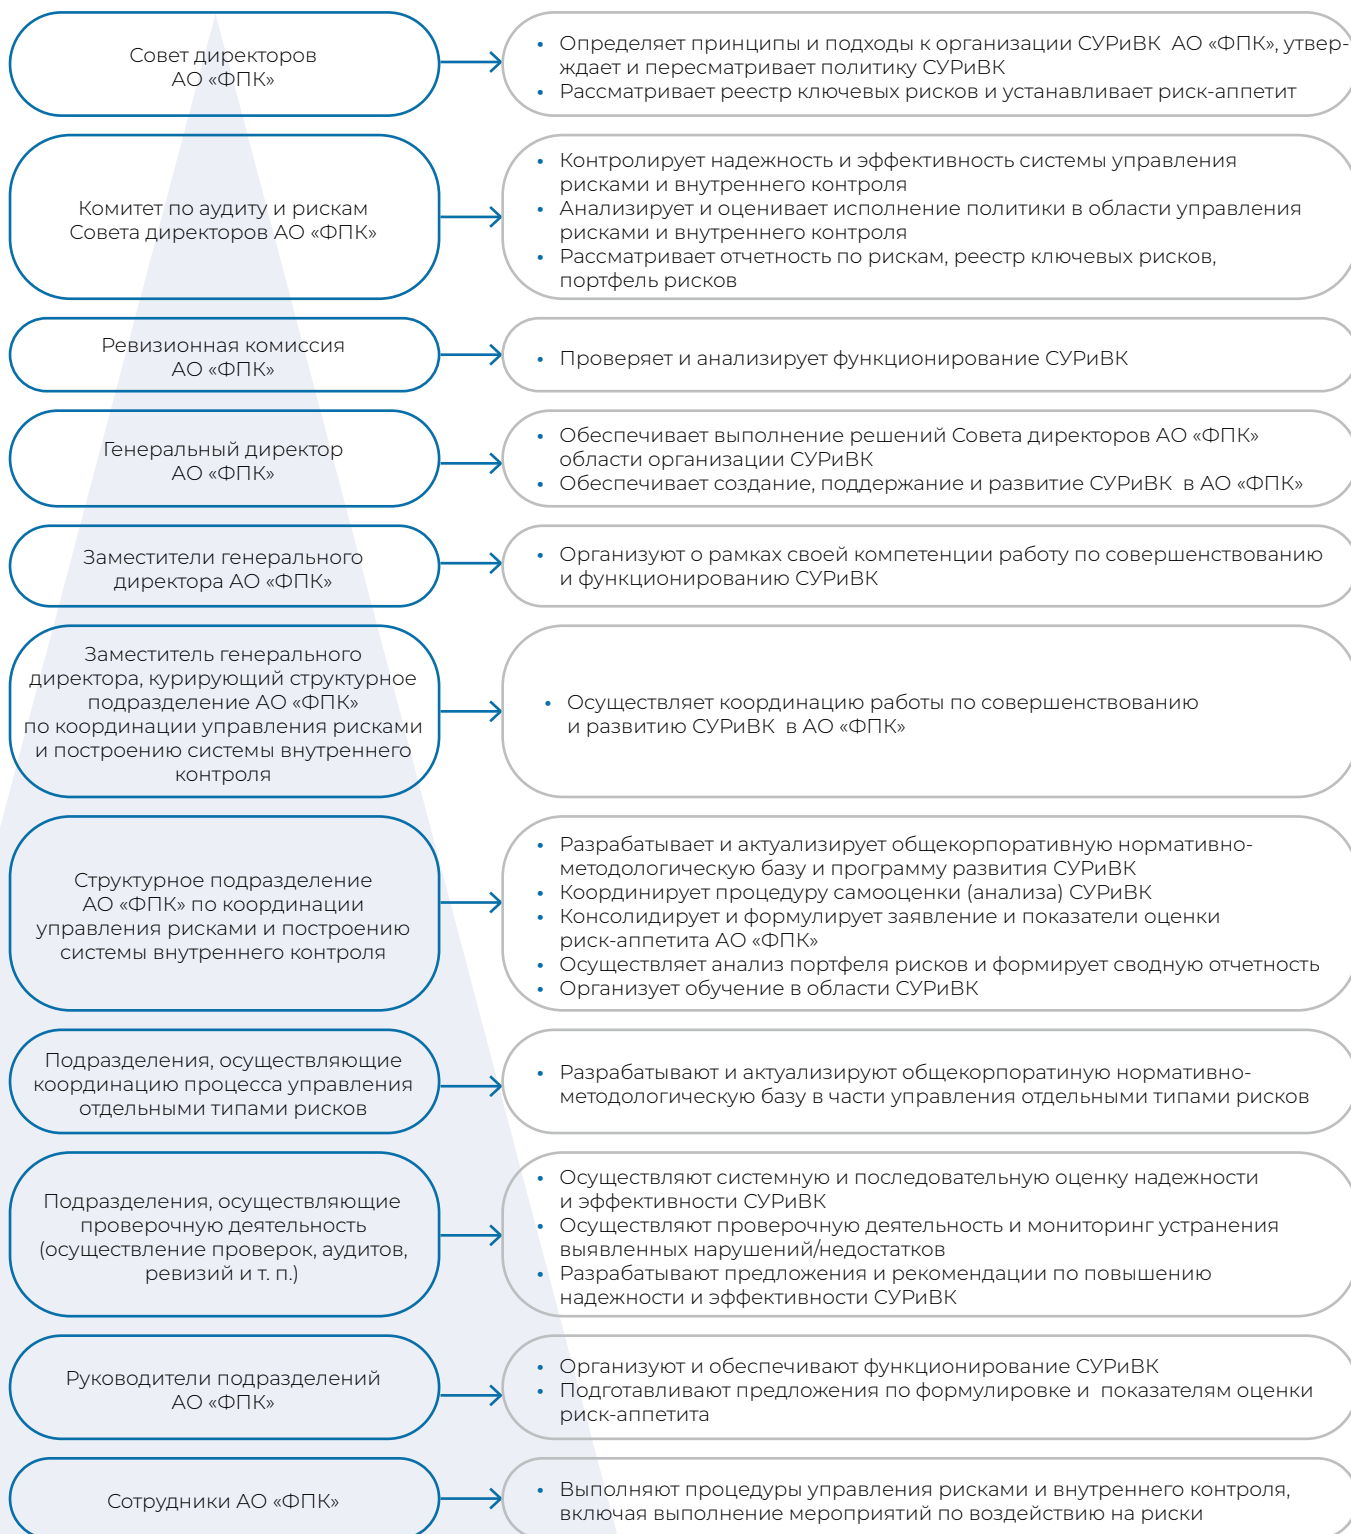 Совет директоров
АО «ФПК»
• Определяет принципы и подходы к организации СУРиВК АО «ФПК», утвер-
ждает и пересматривает политику СУРиВК
• Рассматривает реестр ключевых рисков и устанавливает риск-аппетит
Комитет по аудиту и рискам
Совета директоров АО «ФПК»
• Контролирует надежность и эффективность системы управления
рисками и внутреннего контроля
• Анализирует и оценивает исполнение политики в области управления
рисками и внутреннего контроля
• Рассматривает отчетность по рискам, реестр ключевых рисков,
портфель рисков
Ревизионная комиссия
АО «ФПК»
• Проверяет и анализирует функционирование СУРиВК
Генеральный директор
АО «ФПК»
• Обеспечивает выполнение решений Совета директоров АО «ФПК»
области организации СУРиВК
• Обеспечивает создание, поддержание и развитие СУРиВК в АО «ФПК»
Заместители генерального
директора АО «ФПК»
• Организуют о рамках своей компетенции работу по совершенствованию
и функционированию СУРиВК
Заместитель генерального
директора, курирующий структурное
подразделение АО «ФПК»
по координации управления рисками
и построению системы внутреннего
контроля
• Осуществляет координацию работы по совершенствованию
и развитию СУРиВК в АО «ФПК»
Структурное подразделение
АО «ФПК» по координации
управления рисками и построению
системы внутреннего контроля
• Разрабатывает и актуализирует общекорпоративную нормативно-
методологическую базу и программу развития СУРиВК
• Координирует процедуру самооценки (анализа) СУРиВК
• Консолидирует и формулирует заявление и показатели оценки
риск-аппетита АО «ФПК»
• Осуществляет анализ портфеля рисков и формирует сводную отчетность
• Организует обучение в области СУРиВК
Подразделения, осуществляющие
координацию процесса управления
отдельными типами рисков
• Разрабатывают и актуализируют общекорпоратиную нормативно-
методологическую базу в части управления отдельными типами рисков
Подразделения, осуществляющие
проверочную деятельность
(осуществление проверок, аудитов,
ревизий и т. п.)
• Осуществляют системную и последовательную оценку надежности
и эффективности СУРиВК
• Осуществляют проверочную деятельность и мониторинг устранения
выявленных нарушений/недостатков
• Разрабатывают предложения и рекомендации по повышению
надежности и эффективности СУРиВК
Руководители подразделений
АО «ФПК»
• Организуют и обеспечивают функционирование СУРиВК
• Подготавливают предложения по формулировке и показателям оценки
риск-аппетита
Сотрудники АО «ФПК»
• Выполняют процедуры управления рисками и внутреннего контроля,
включая выполнение мероприятий по воздействию на риски